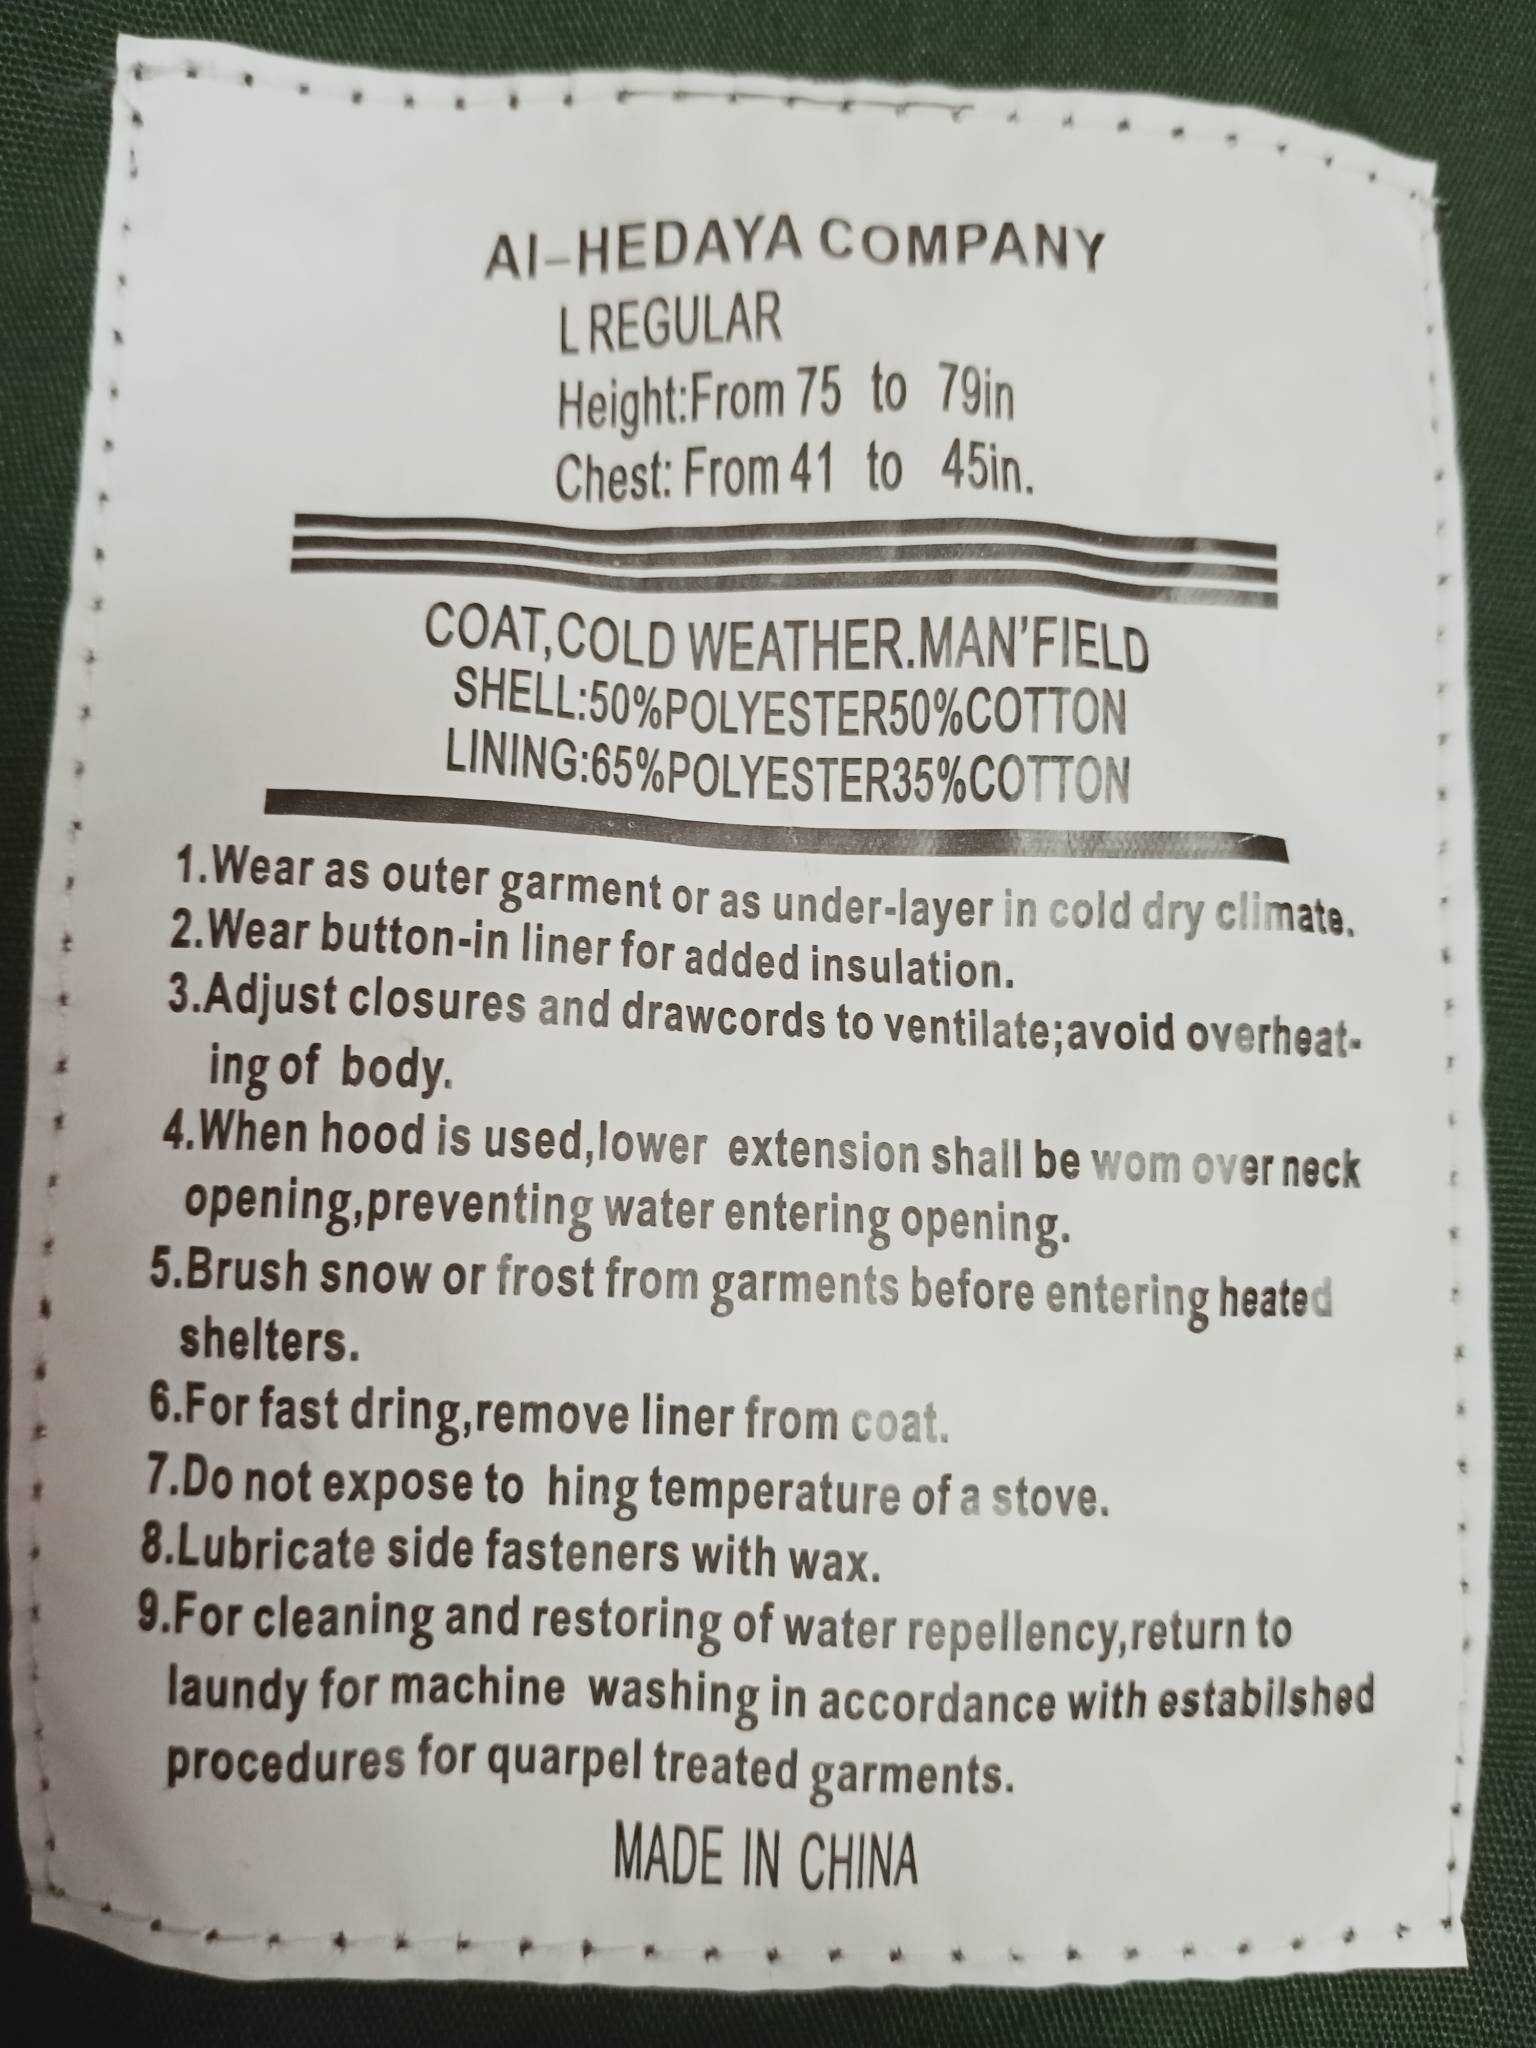 AI-HEDAYA COMPANY
L REGULAR
Height:From 75 to 79in
Chest: From 41 to 45in.
COAT,COLD WEATHER.MAN'FIELD
SHELL:50%POLYESTER50%COTTON
LINING:65%POLYESTER35%COTTON
1.Wear as outer garment or as under-layer in cold dry climate.
2.Wear button-in liner for added insulation.
3.Adjust closures and drawcords to ventilate;avoid overheat-
ing of body.
4.When hood is used,lower extension shall be wom over neck
opening,preventing water entering opening.
5.Brush snow or frost from garments before entering heated
shelters.
6.For fast dring,remove liner from coat.
7.Do not expose to hing temperature of a stove.
8.Lubricate side fasteners with wax.
9.For cleaning and restoring of water repellency,return to
laundy for machine washing in accordance with estabilshed
procedures for quarpel treated garments.
MADE IN CHINA